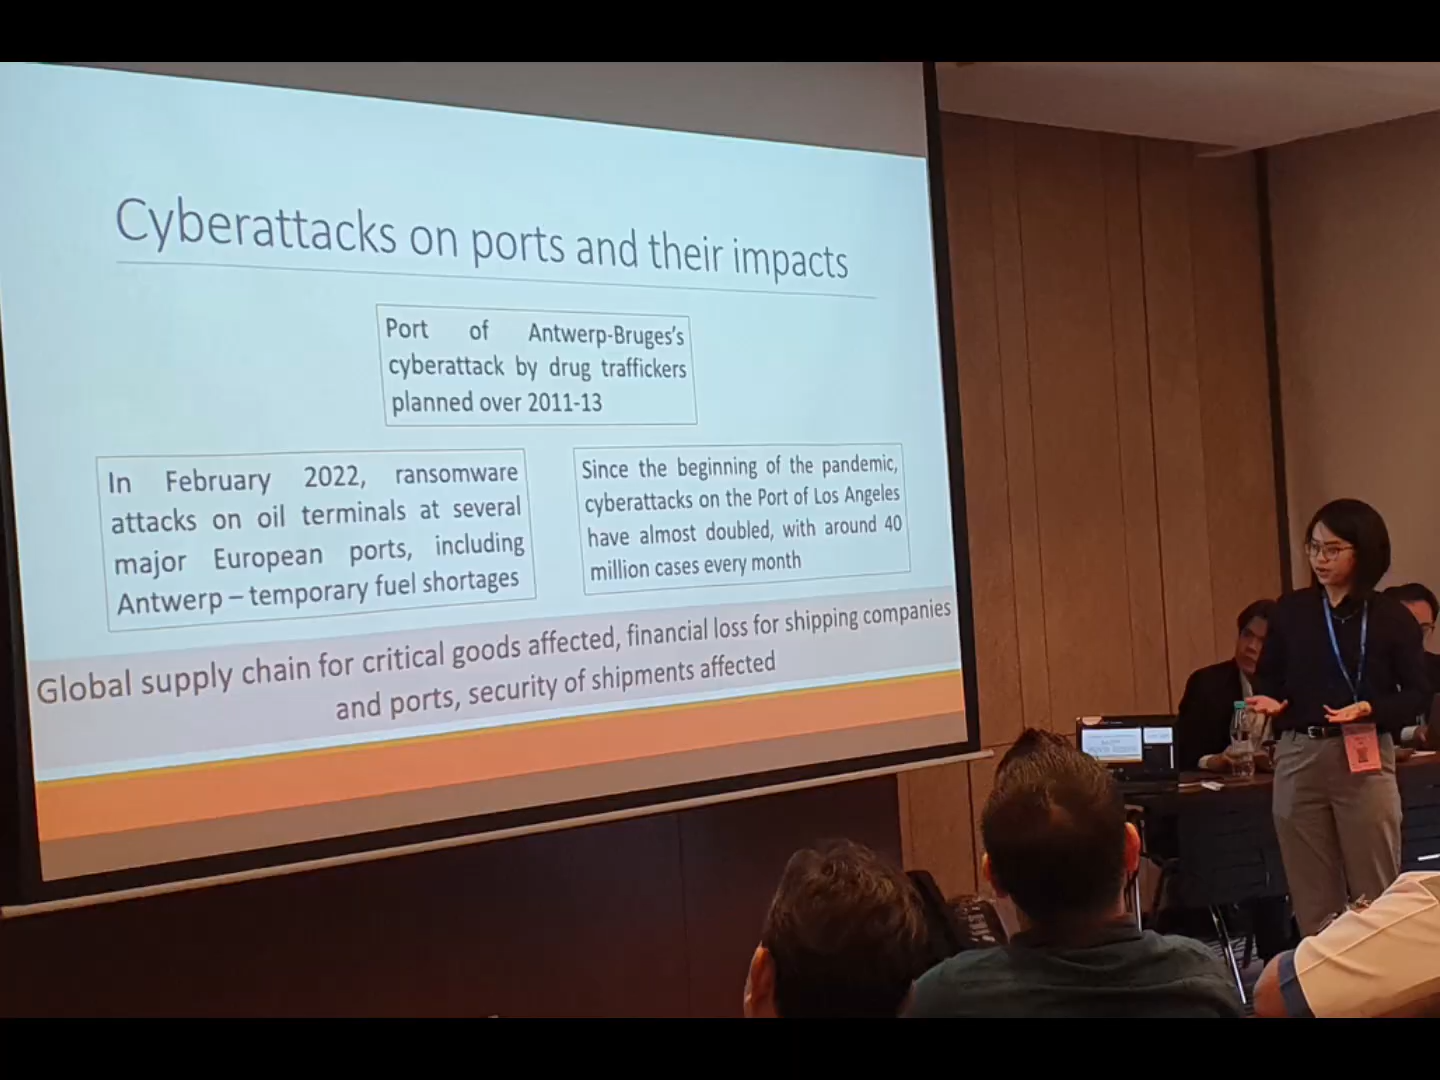 Cyberattacks on ports and their impacts
Port of Antwerp-Bruges's
cyberattack by drug traffickers
planned over 2011-13
In February 2022, ransomware
attacks on oil terminals at several
major European ports, including
Antwerp – temporary fuel shortages
Since the beginning of the pandemic,
cyberattacks on the Port of Los Angeles
have almost doubled, with around 40
million cases every month
Global supply chain for critical goods affected, financial loss for shipping companies
and ports, security of shipments affected